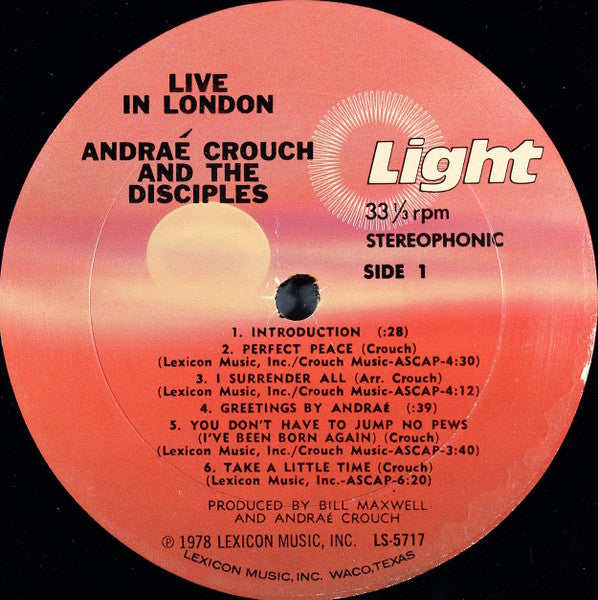 LIVE
IN LONDON
ANDRAÉ CROUCH
AND THE
DISCIPLES
Light
33 ⅓ rpm
STEREOPHONIC
SIDE 1
1. INTRODUCTION (:28)
2. PERFECT PEACE (Crouch)
(Lexicon Music, Inc./Crouch Music-ASCAP-4:30)
3. I SURRENDER ALL (Arr. Crouch)
(Lexicon Music, Inc./Crouch Music-ASCAP-4:12)
4. GREETINGS BY ANDRAÉ (:39)
5. YOU DON'T HAVE TO JUMP NO PEWS
(I'VE BEEN BORN AGAIN) (Crouch)
(Lexicon Music, Inc./Crouch Music-ASCAP-3:40)
6. TAKE A LITTLE TIME (Crouch)
(Lexicon Music, Inc.-ASCAP-6:20)
PRODUCED BY BILL MAXWELL
AND ANDRAÉ CROUCH
℗ 1978 LEXICON MUSIC, INC. LS-5717
LEXICON MUSIC, INC. WACO, TEXAS